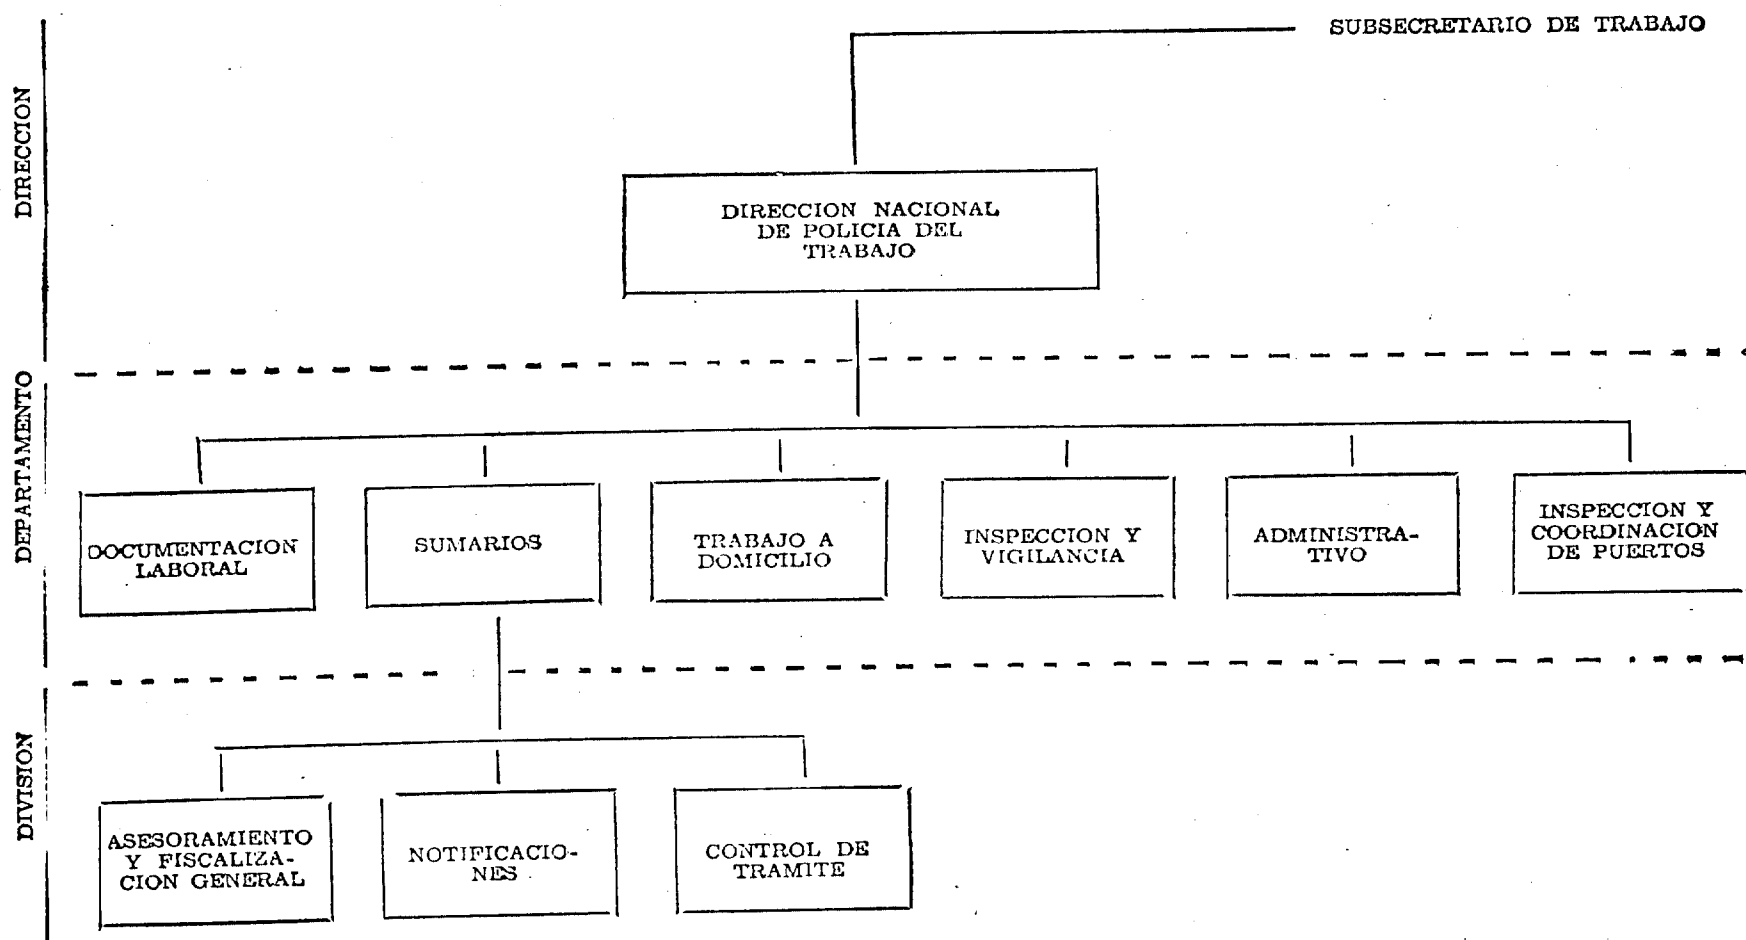 SUBSECRETARIO DE TRABAJO
DIRECCION
DIRECCION NACIONAL
DE POLICIA DEL
TRABAJO
DEPARTAMENTO
DOCUMENTACION
LABORAL
SUMARIOS
TRABAJO A
DOMICILIO
INSPECCION Y
VIGILANCIA
ADMINISTRA-
TIVO
INSPECCION Y
COORDINACION
DE PUERTOS
DIVISION
ASESORAMIENTO
Y FISCALIZA-
CION GENERAL
NOTIFICACIO-
NES
CONTROL DE
TRAMITE